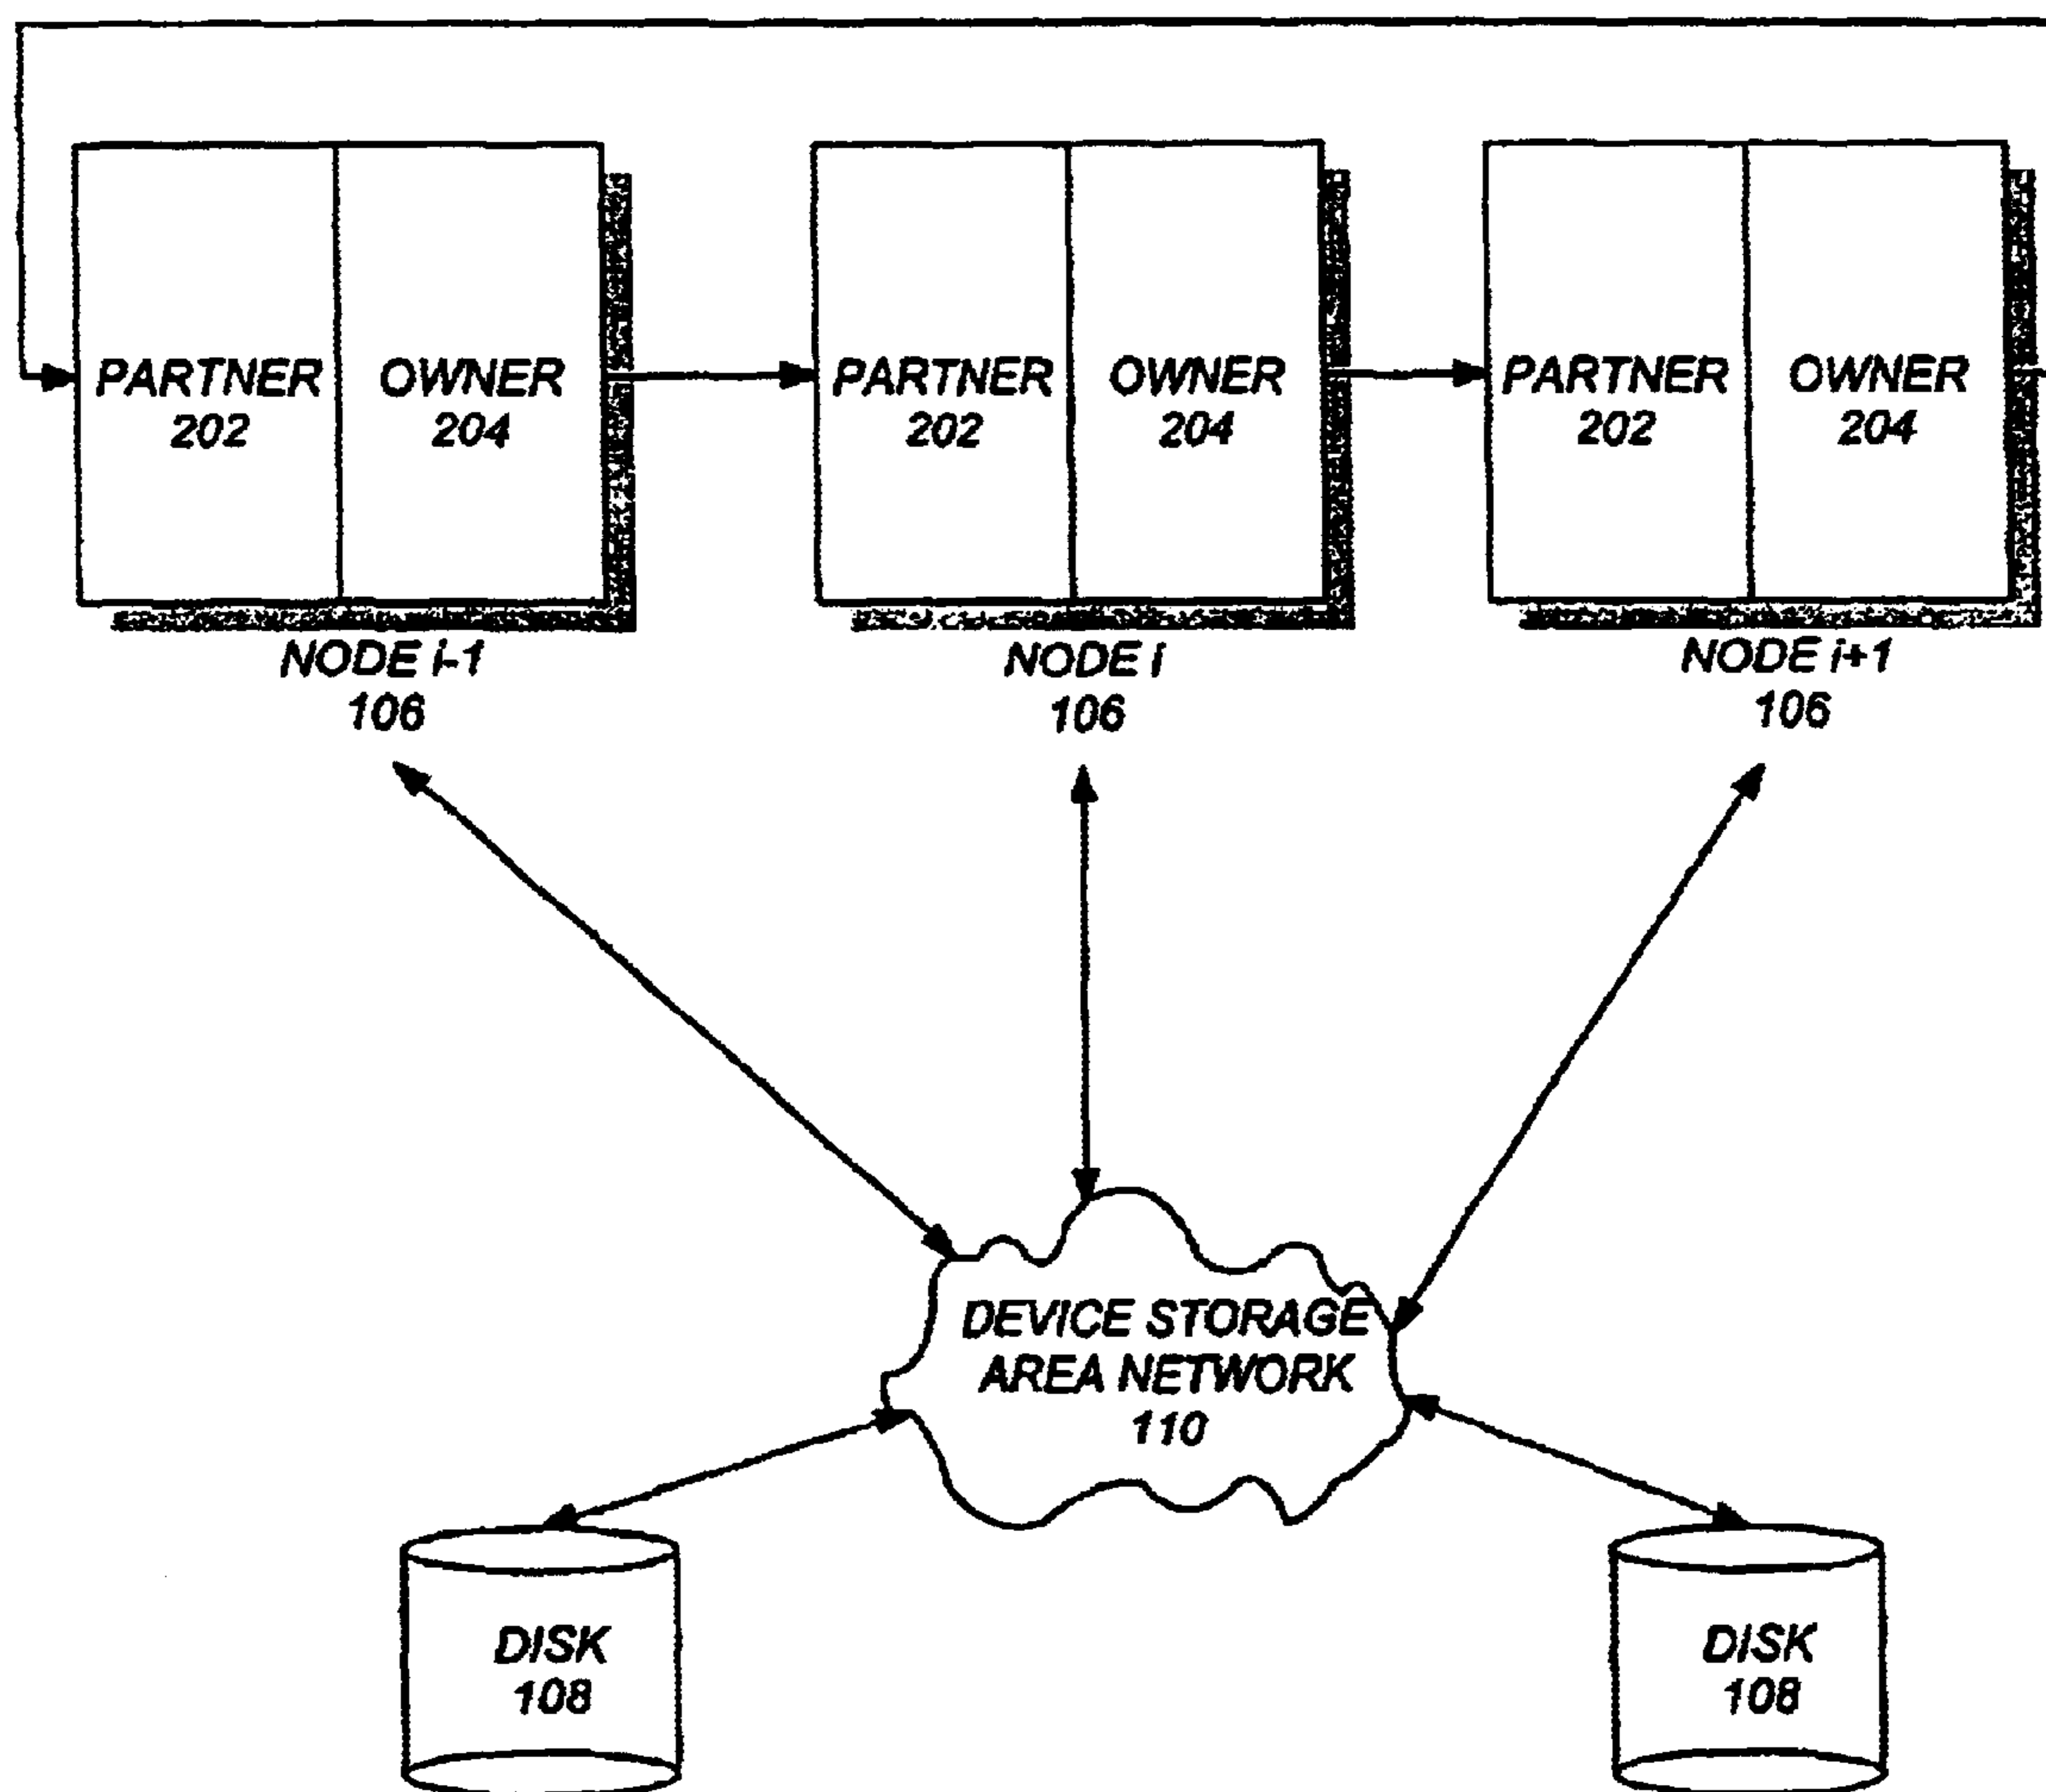 PARTNER OWNER PARTNER OWNER PARTNER OWNER
202 204 202 204 202 204
NODE i-1 NODE i NODE i+1
106 106 106
DEVICE STORAGE
AREA NETWORK
110
DISK DISK
108 108